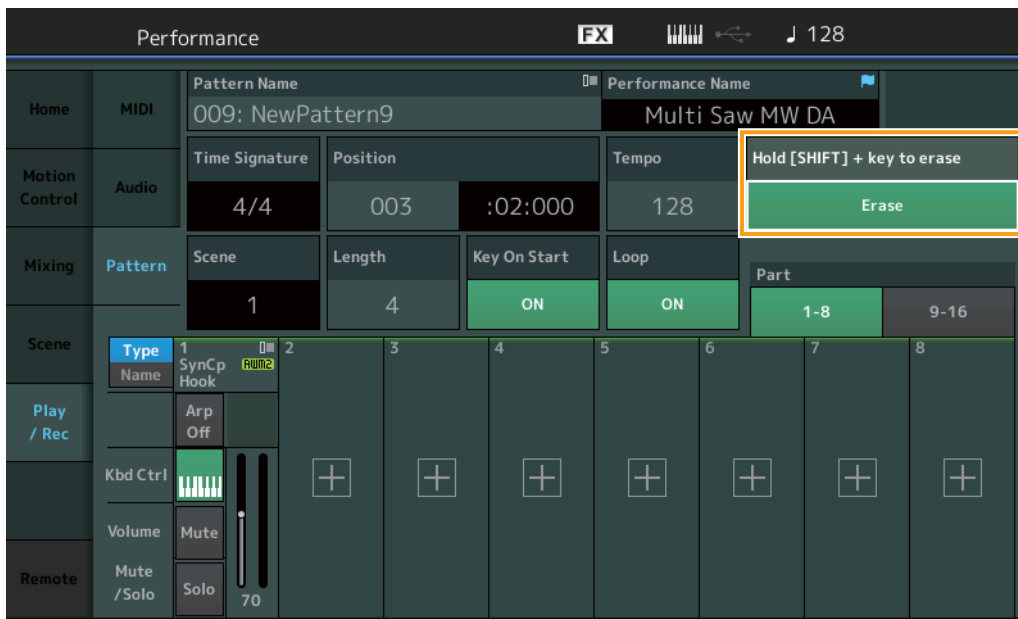 Performance
FX
♩ 128
Home
Motion
Control
Mixing
Scene
Play
/ Rec
Remote
MIDI
Audio
Pattern
Pattern Name
009: NewPattern9
Performance Name
Multi Saw MW DA
Time Signature
4/4
Position
003
:02:000
Tempo
128
Hold [SHIFT] + key to erase
Erase
Scene
1
Length
4
Key On Start
ON
Loop
ON
Part
1-8
9-16
Type
Name
1
SynCp
Hook
AWM2
2
3
4
5
6
7
8
Arp
Off
Kbd Ctrl
Volume
Mute
Mute
/Solo
Solo
70